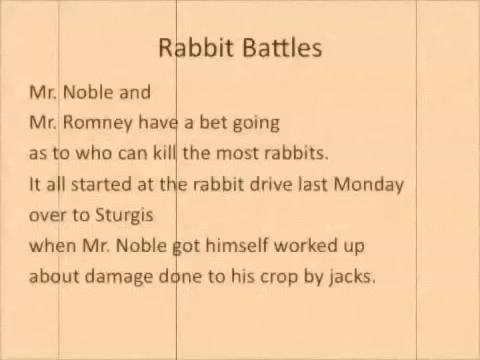 Rabbit Battles
Mr. Noble and
Mr. Romney have a bet going
as to who can kill the most rabbits.
It all started at the rabbit drive last Monday
over to Sturgis
when Mr. Noble got himself worked up
about damage done to his crop by jacks.